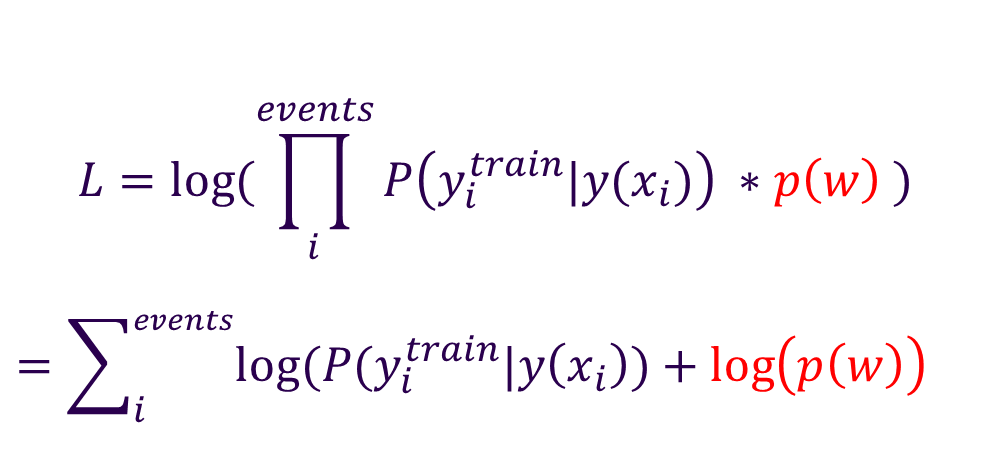 L = log( ∏_i^events P(y_i^train|y(x_i)) * p(w) )
= ∑_i^events log(P(y_i^train|y(x_i)) + log(p(w))